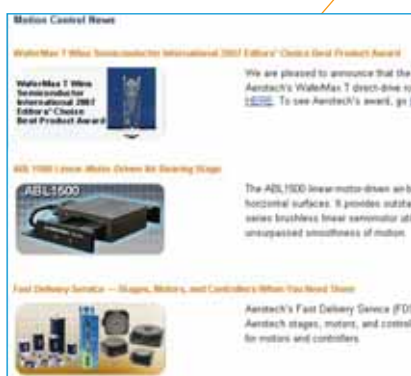 Motion Control News
WaferMax T Wins Semiconductor International 2007 Editors' Choice Best Product Award
WaferMax T Wins
Semiconductor
International 2007
Editors' Choice
Best Product Award
We are pleased to announce that the
Aerotech's WaferMax T direct-drive ro
HERE. To see Aerotech's award, go
ABL1500 Linear-Motor-Driven Air-Bearing Stage
ABL1500
The ABL1500 linear-motor-driven air-b
horizontal surfaces. It provides outsta
series brushless linear servomotor uti
unsurpassed smoothness of motion.
Fast Delivery Service — Stages, Motors, and Controllers When You Need Them!
Aerotech's Fast Delivery Service (FDS
Aerotech stages, motors, and control
for motors and controllers.